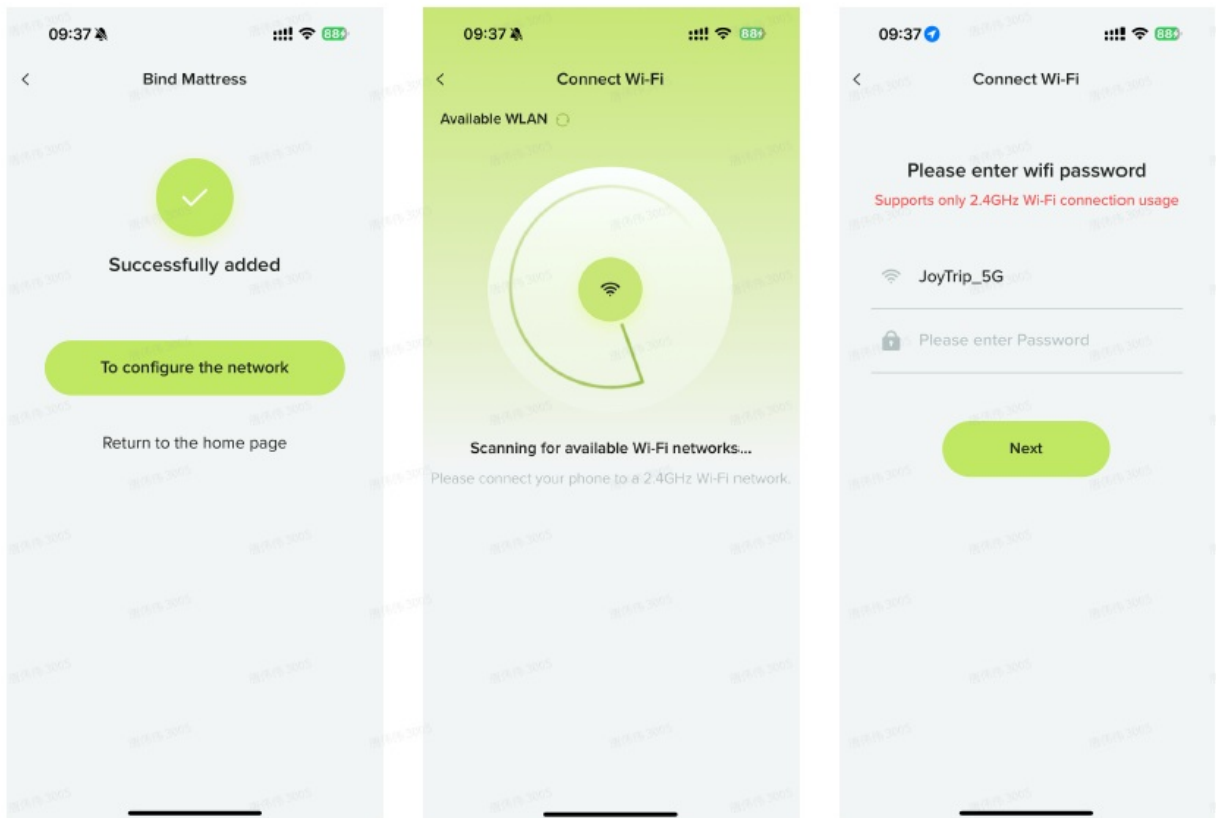 09:37
88
Bind Mattress
Successfully added
To configure the network
Return to the home page
09:37
88
Connect Wi-Fi
Available WLAN
Scanning for available Wi-Fi networks...
Please connect your phone to a 2.4GHz Wi-Fi network.
09:37
88
Connect Wi-Fi
Please enter wifi password
Supports only 2.4GHz Wi-Fi connection usage
JoyTrip_5G
Please enter Password
Next